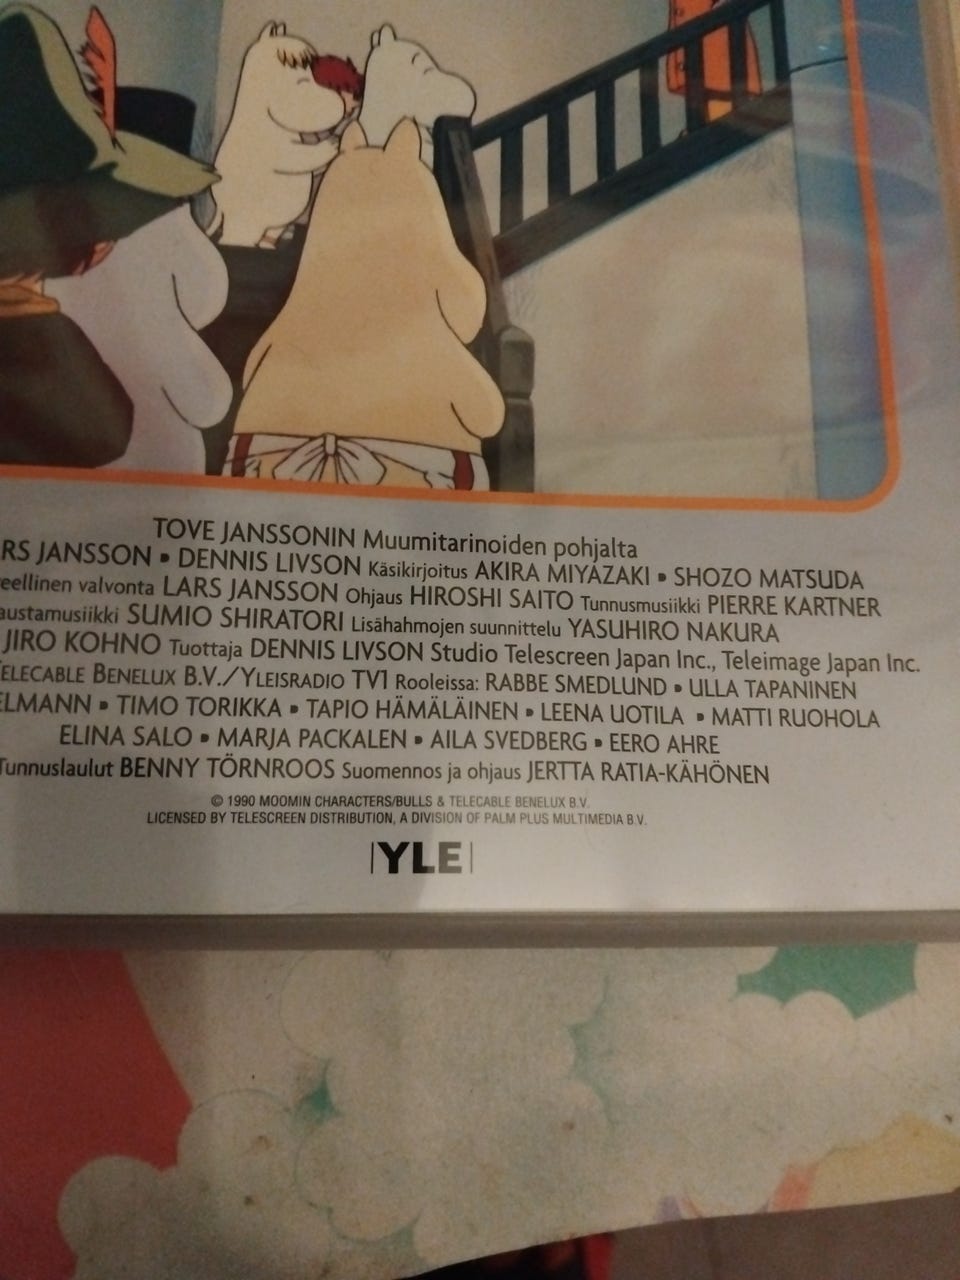 TOVE JANSSONIN Muumitarinoiden pohjalta
RS JANSSON ▪ DENNIS LIVSON Käsikirjoitus AKIRA MIYAZAKI ▪ SHOZO MATSUDA
eellinen valvonta LARS JANSSON Ohjaus HIROSHI SAITO Tunnusmusiikki PIERRE KARTNER
austamusiikki SUMIO SHIRATORI Lisähahmojen suunnittelu YASUHIRO NAKURA
JIRO KOHNO Tuottaja DENNIS LIVSON Studio Telescreen Japan Inc., Teleimage Japan Inc.
TELECABLE BENELUX B.V./YLEISRADIO TV1 Rooleissa: RABBE SMEDLUND ▪ ULLA TAPANINEN
ELMANN ▪ TIMO TORIKKA ▪ TAPIO HÄMÄLÄINEN ▪ LEENA UOTILA ▪ MATTI RUOHOLA
ELINA SALO ▪ MARJA PACKALEN ▪ AILA SVEDBERG ▪ EERO AHRE
Tunnuslaulut BENNY TÖRNROOS Suomennos ja ohjaus JERTTA RATIA-KÄHÖNEN
© 1990 MOOMIN CHARACTERS/BULLS & TELECABLE BENELUX B.V.
LICENSED BY TELESCREEN DISTRIBUTION, A DIVISION OF PALM PLUS MULTIMEDIA B.V.
|YLE|